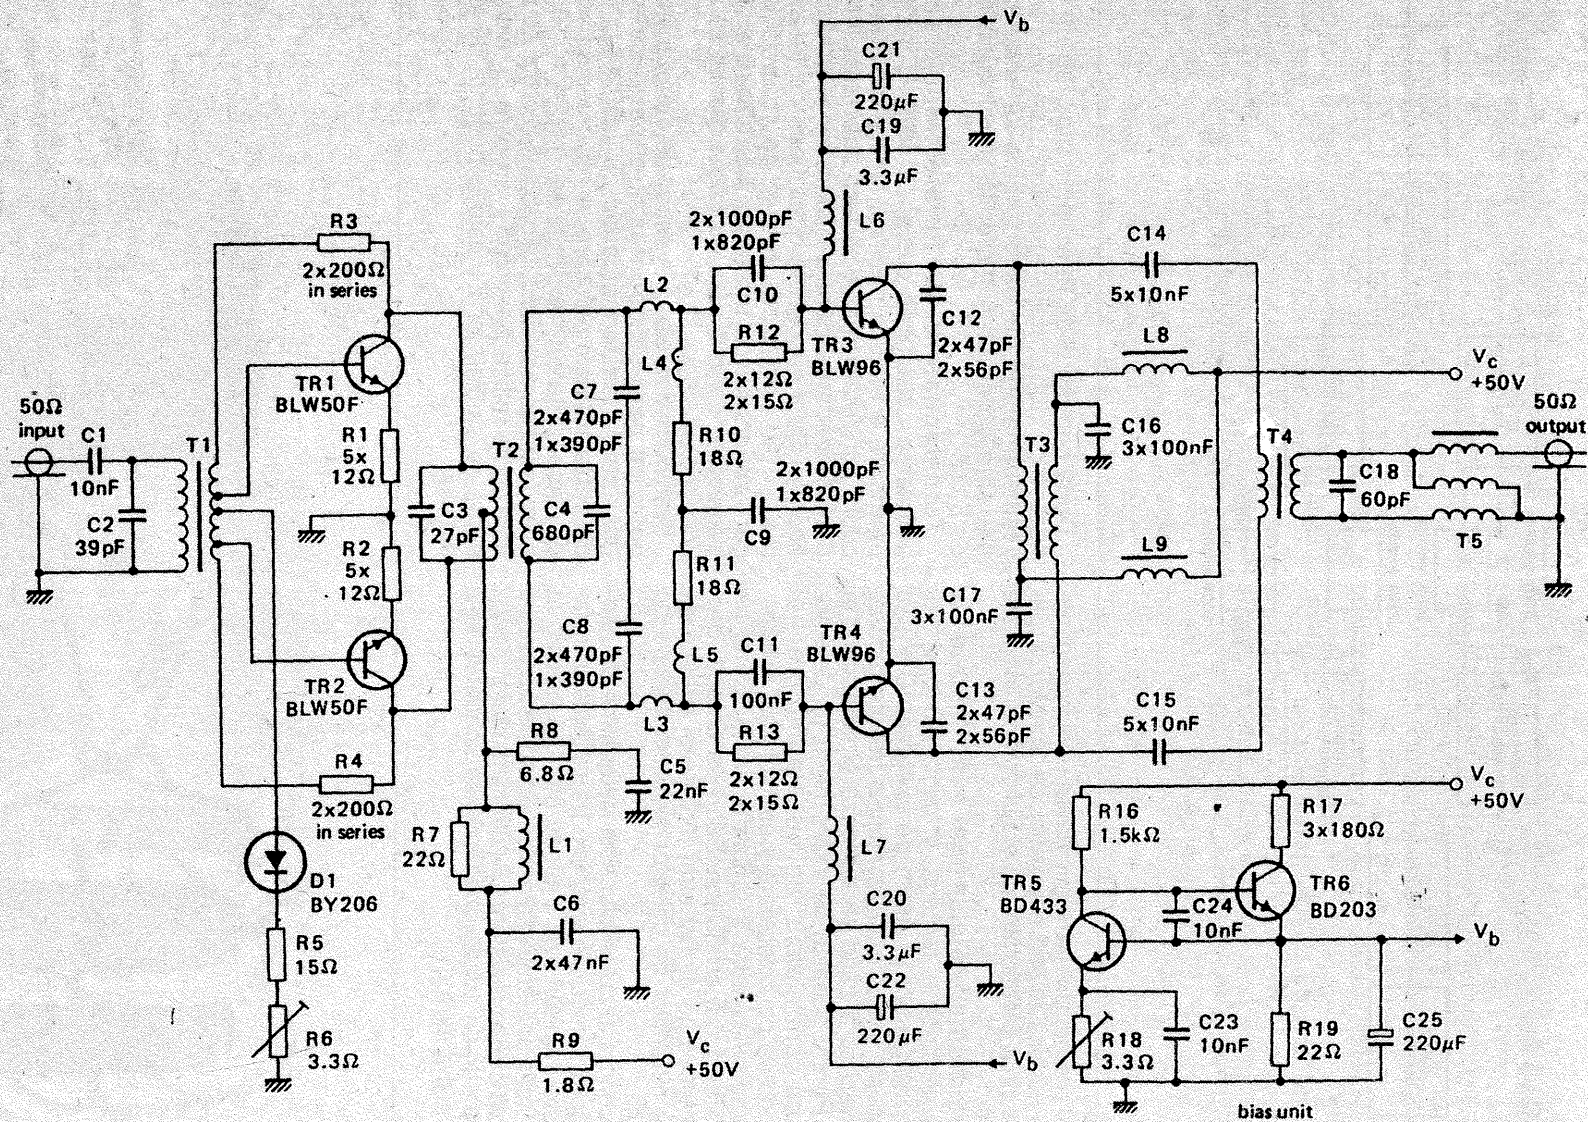 Vb
C21
220μF
C19
3.3μF
L6
R3
2x200Ω
in series
2x1000pF
1x820pF
C10
L2
R12
2x12Ω
2x15Ω
L4
TR3
BLW96
C12
2x47pF
2x56pF
C14
5x10nF
L8
Vc
+50V
50Ω
input
C1
10nF
C2
39pF
T1
TR1
BLW50F
R1
5x
12Ω
R2
5x
12Ω
C3
27pF
T2
C4
680pF
C7
2x470pF
1x390pF
R10
18Ω
2x1000pF
1x820pF
C9
R11
18Ω
T3
C16
3x100nF
T4
C18
60pF
50Ω
output
T5
L9
C17
3x100nF
TR2
BLW50F
R4
2x200Ω
in series
C8
2x470pF
1x390pF
L5
L3
C11
100nF
R13
2x12Ω
2x15Ω
TR4
BLW96
C13
2x47pF
2x56pF
C15
5x10nF
R8
6.8Ω
C5
22nF
R7
22Ω
L1
D1
BY206
R5
15Ω
R6
3.3Ω
C6
2x47nF
R9
1.8Ω
Vc
+50V
L7
C20
3.3μF
C22
220μF
Vb
Vc
+50V
R16
1.5kΩ
R17
3x180Ω
TR5
BD433
TR6
BD203
C24
10nF
Vb
R18
3.3Ω
C23
10nF
R19
22Ω
C25
220μF
bias unit